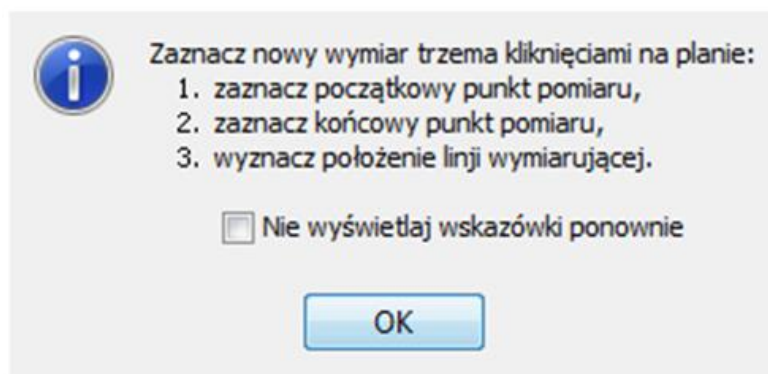 Zaznacz nowy wymiar trzema kliknięciami na planie:
1. zaznacz początkowy punkt pomiaru,
2. zaznacz końcowy punkt pomiaru,
3. wyznacz położenie linji wymiarującej.
Nie wyświetlaj wskazówki ponownie
OK